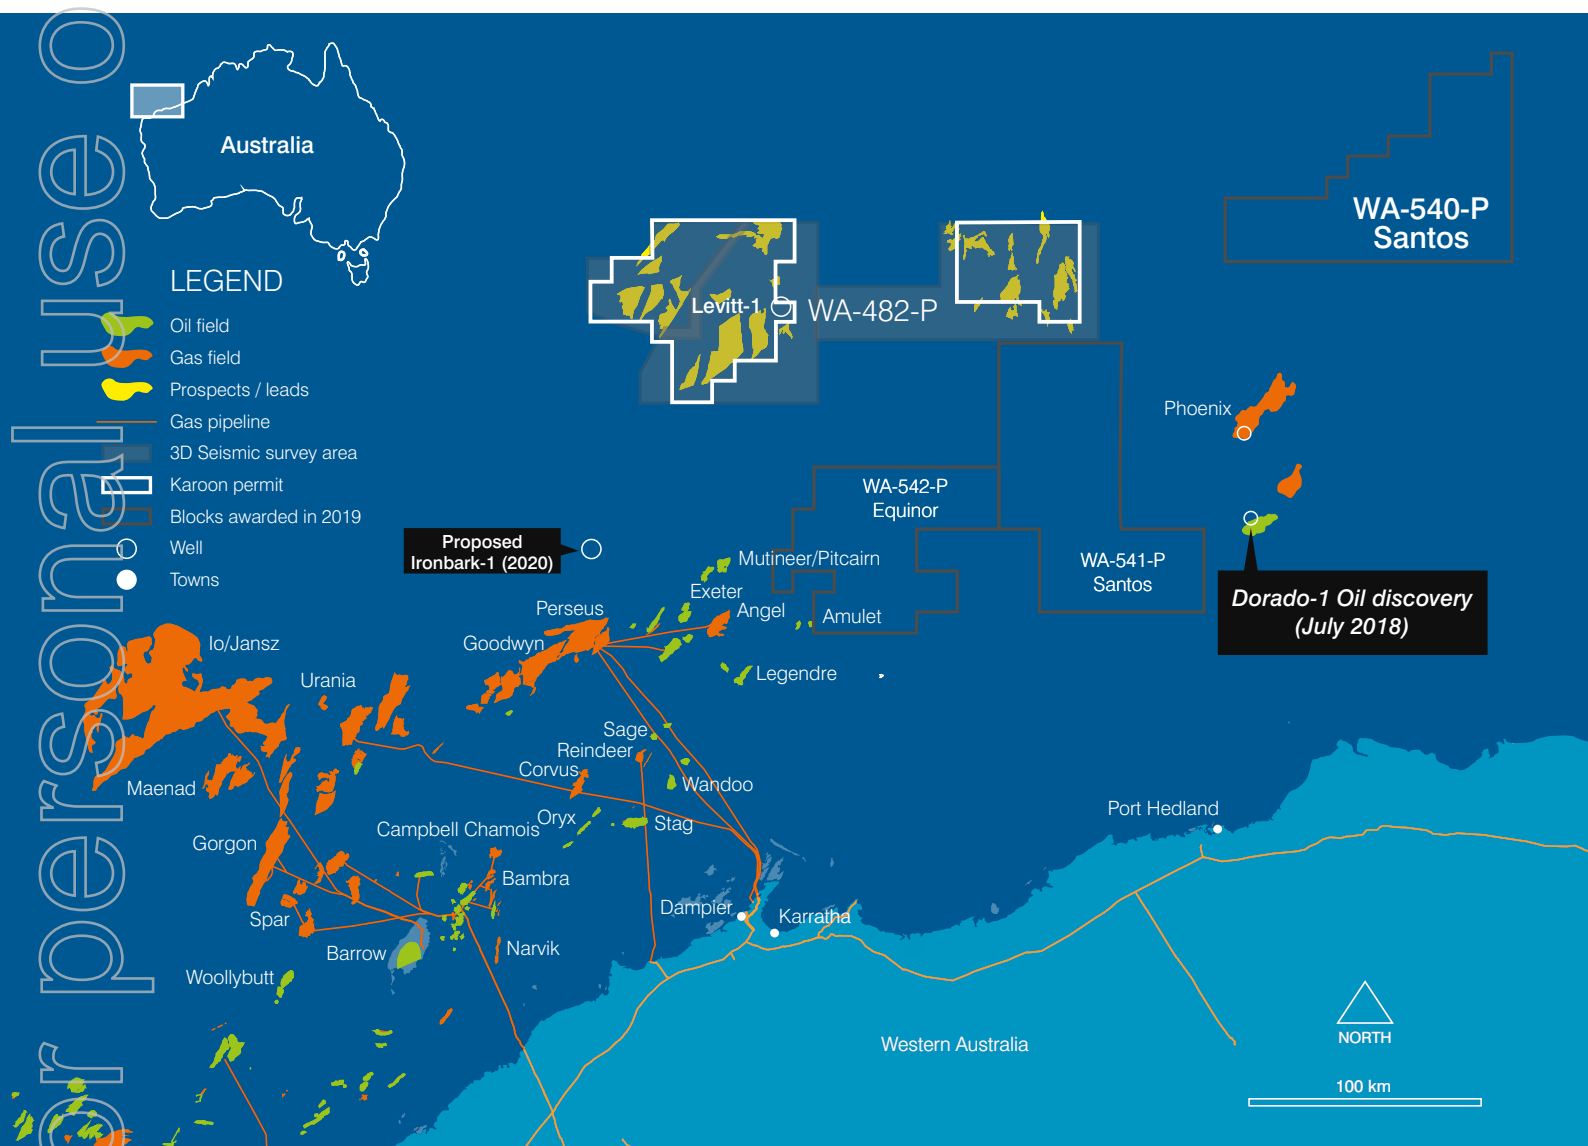 or personal use o
Australia
LEGEND
Oil field
Gas field
Prospects / leads
Gas pipeline
3D Seismic survey area
Karoon permit
Blocks awarded in 2019
Well
Towns
WA-540-P
Santos
Levitt-1
WA-482-P
Phoenix
WA-542-P
Equinor
Proposed
Ironbark-1 (2020)
WA-541-P
Santos
Dorado-1 Oil discovery
(July 2018)
Mutineer/Pitcairn
Exeter
Perseus
Angel
Amulet
Goodwyn
Io/Jansz
Urania
Legendre
Sage
Reindeer
Corvus
Maenad
Wandoo
Oryx
Stag
Campbell Chamois
Port Hedland
Gorgon
Bambra
Dampier
Karratha
Spar
Barrow
Narvik
Woollybutt
Western Australia
NORTH
100 km